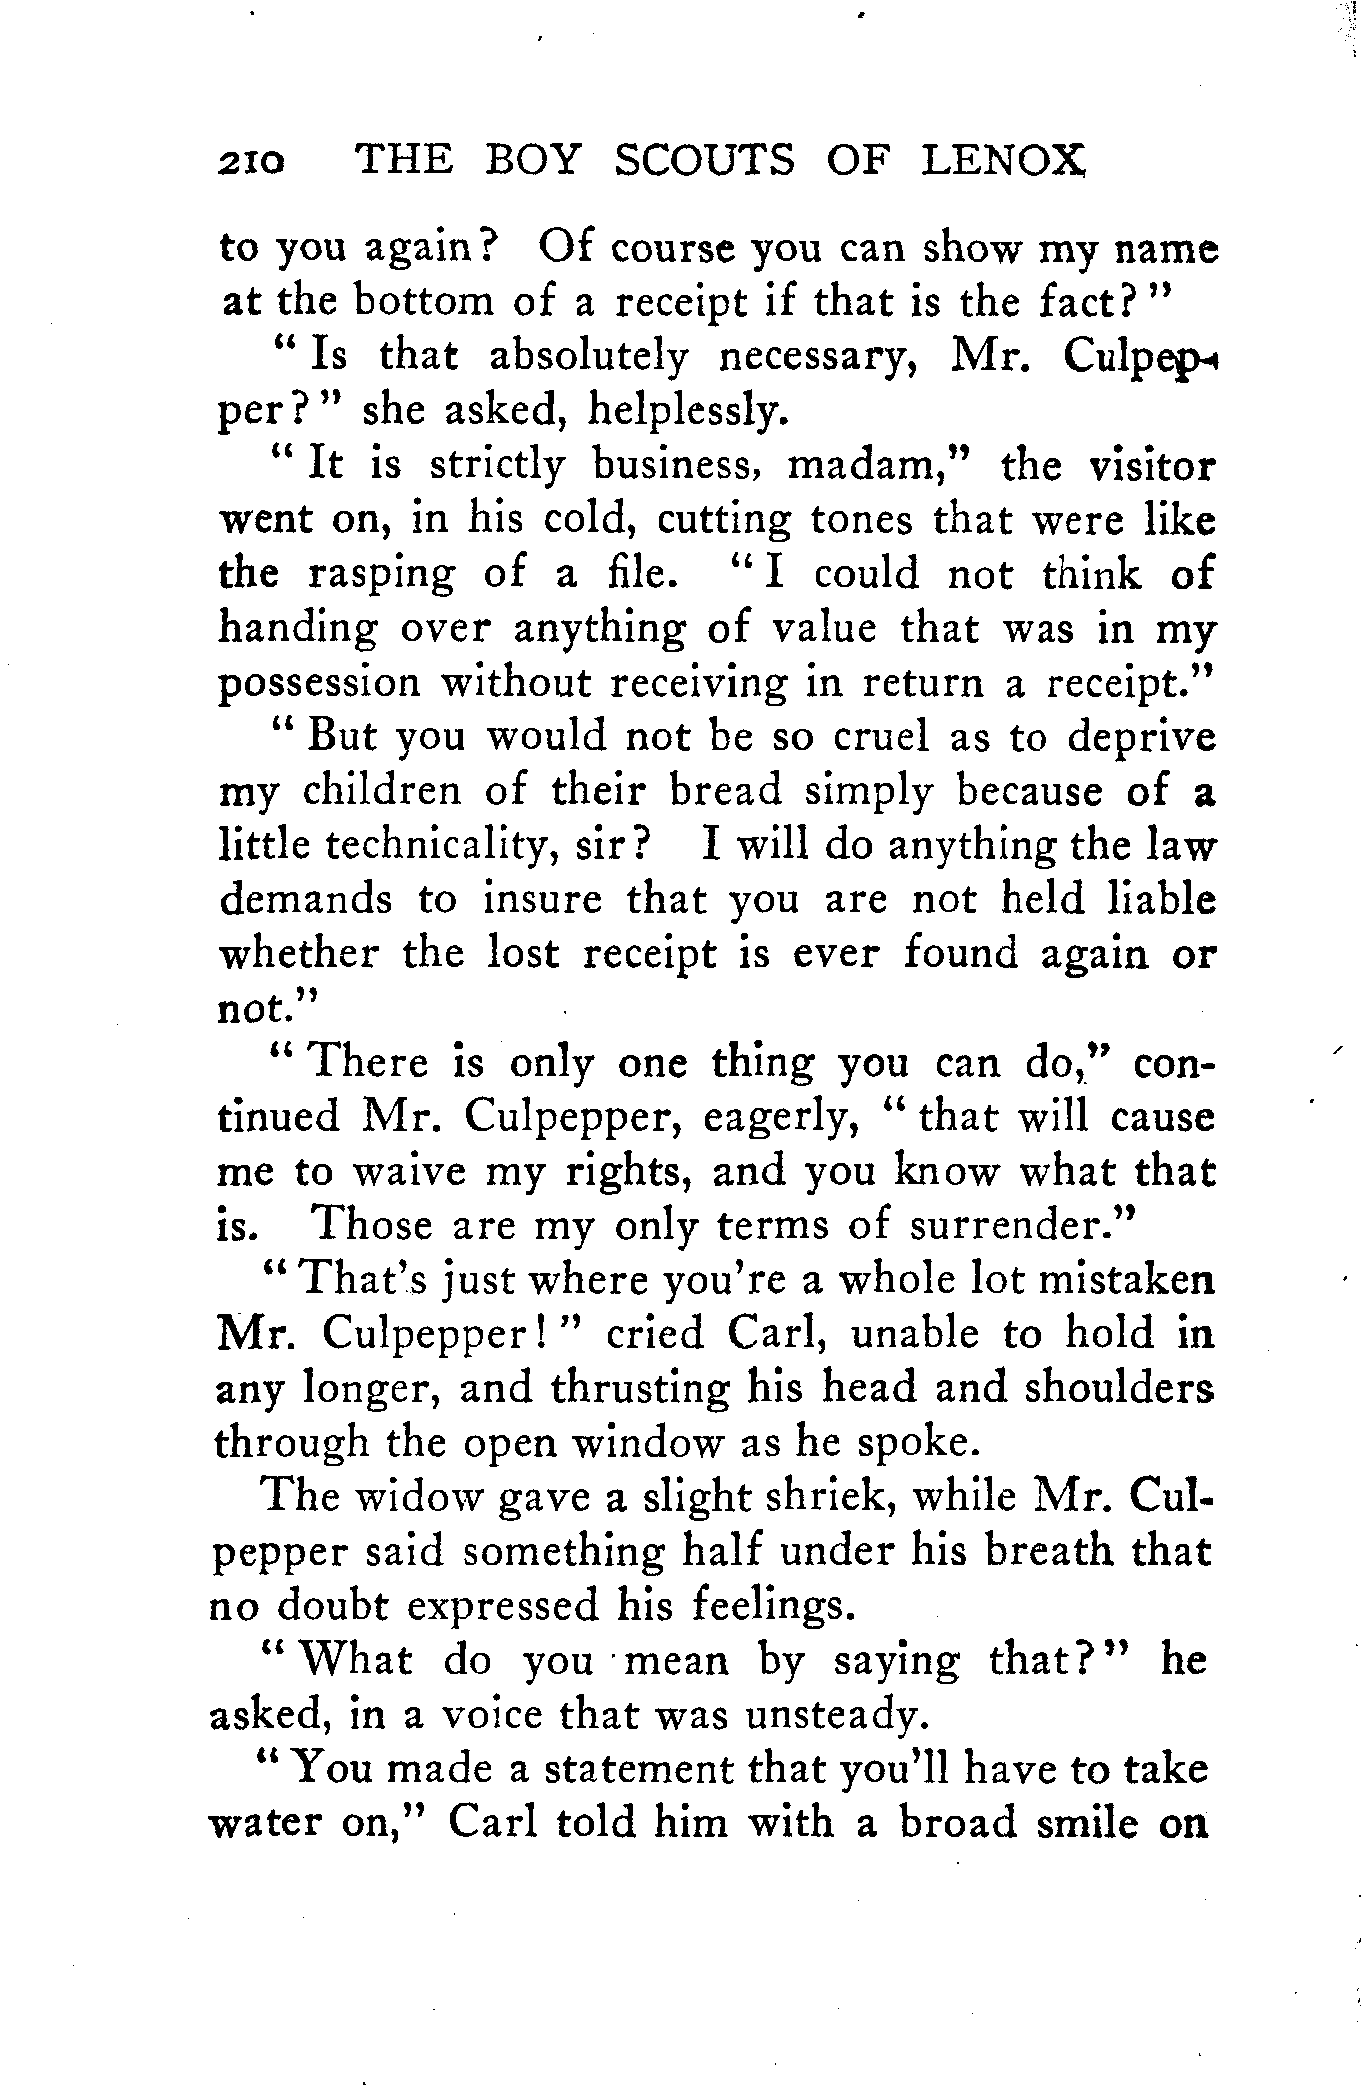 210 THE BOY SCOUTS OF LENOX
to you again? Of course you can show my name
at the bottom of a receipt if that is the fact?"
"Is that absolutely necessary, Mr. Culpep-
per?" she asked, helplessly.
"It is strictly business, madam," the visitor
went on, in his cold, cutting tones that were like
the rasping of a file. "I could not think of
handing over anything of value that was in my
possession without receiving in return a receipt."
"But you would not be so cruel as to deprive
my children of their bread simply because of a
little technicality, sir? I will do anything the law
demands to insure that you are not held liable
whether the lost receipt is ever found again or
not."
"There is only one thing you can do," con-
tinued Mr. Culpepper, eagerly, "that will cause
me to waive my rights, and you know what that
is. Those are my only terms of surrender."
"That's just where you're a whole lot mistaken
Mr. Culpepper!" cried Carl, unable to hold in
any longer, and thrusting his head and shoulders
through the open window as he spoke.
The widow gave a slight shriek, while Mr. Cul-
pepper said something half under his breath that
no doubt expressed his feelings.
"What do you mean by saying that?" he
asked, in a voice that was unsteady.
"You made a statement that you'll have to take
water on," Carl told him with a broad smile on